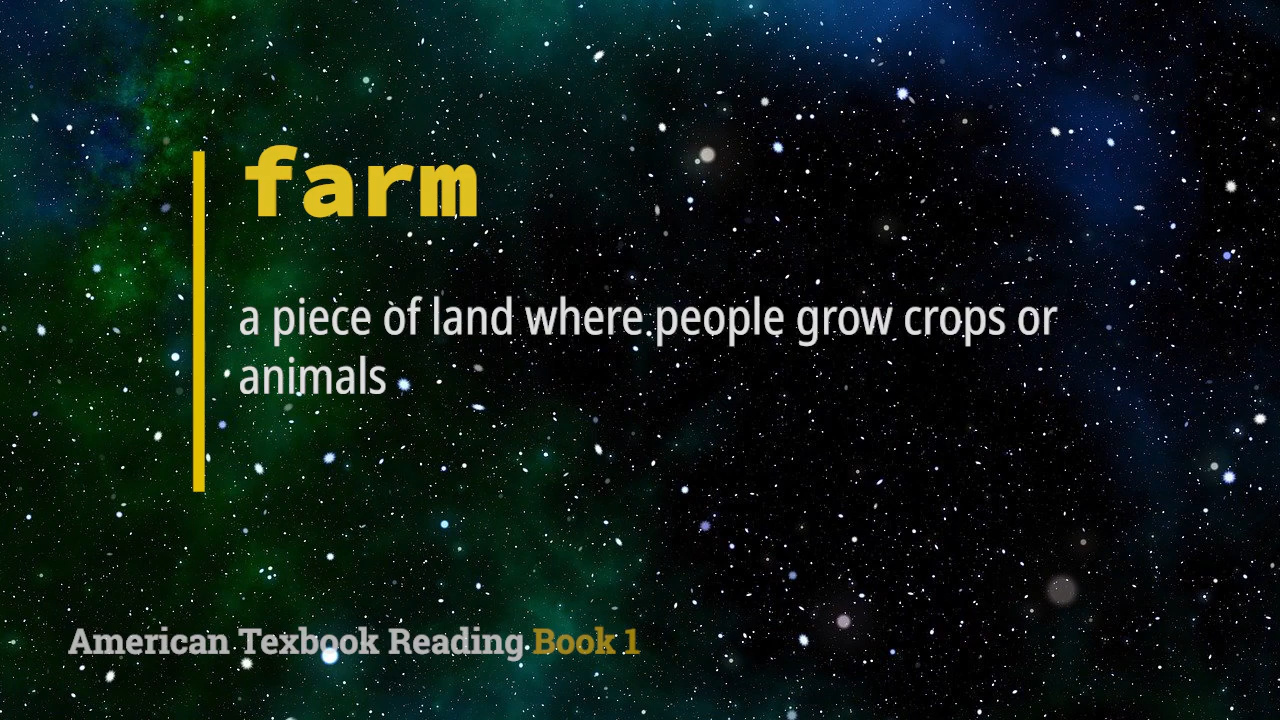 farm
a piece of land where people grow crops or
animals
American Texbook Reading Book 1